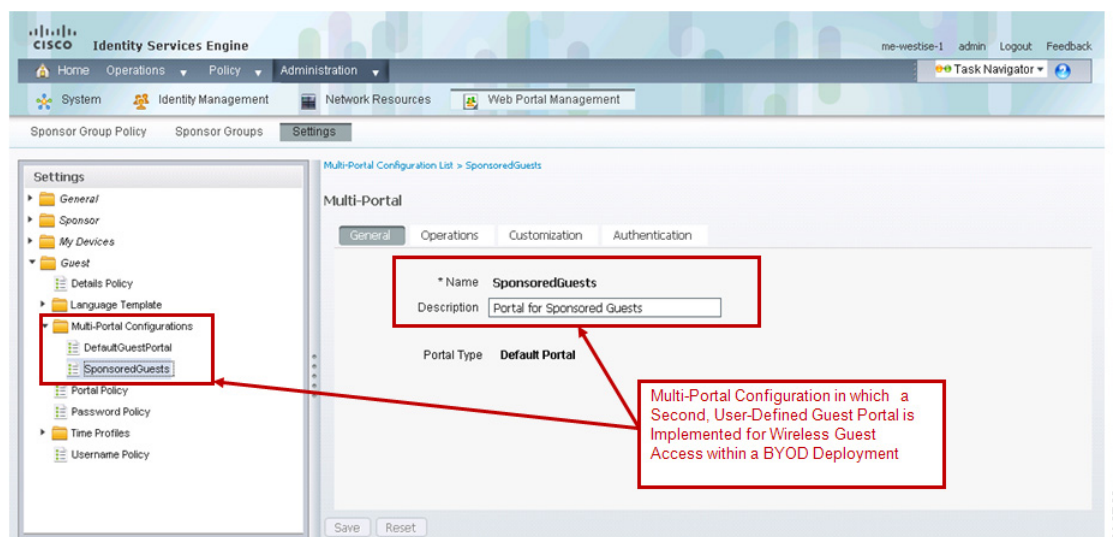 CISCO Identity Services Engine
me-westise-1 admin Logout Feedback
Home Operations Policy Administration
Task Navigator
System Identity Management Network Resources Web Portal Management
Sponsor Group Policy Sponsor Groups Settings
Settings
General
Sponsor
My Devices
Guest
Details Policy
Language Template
Multi-Portal Configurations
DefaultGuestPortal
SponsoredGuests
Portal Policy
Password Policy
Time Profiles
Username Policy
Multi-Portal Configuration List > SponsoredGuests
Multi-Portal
General Operations Customization Authentication
* Name SponsoredGuests
Description Portal for Sponsored Guests
Portal Type Default Portal
Multi-Portal Configuration in which a
Second, User-Defined Guest Portal is
Implemented for Wireless Guest
Access within a BYOD Deployment
Save Reset